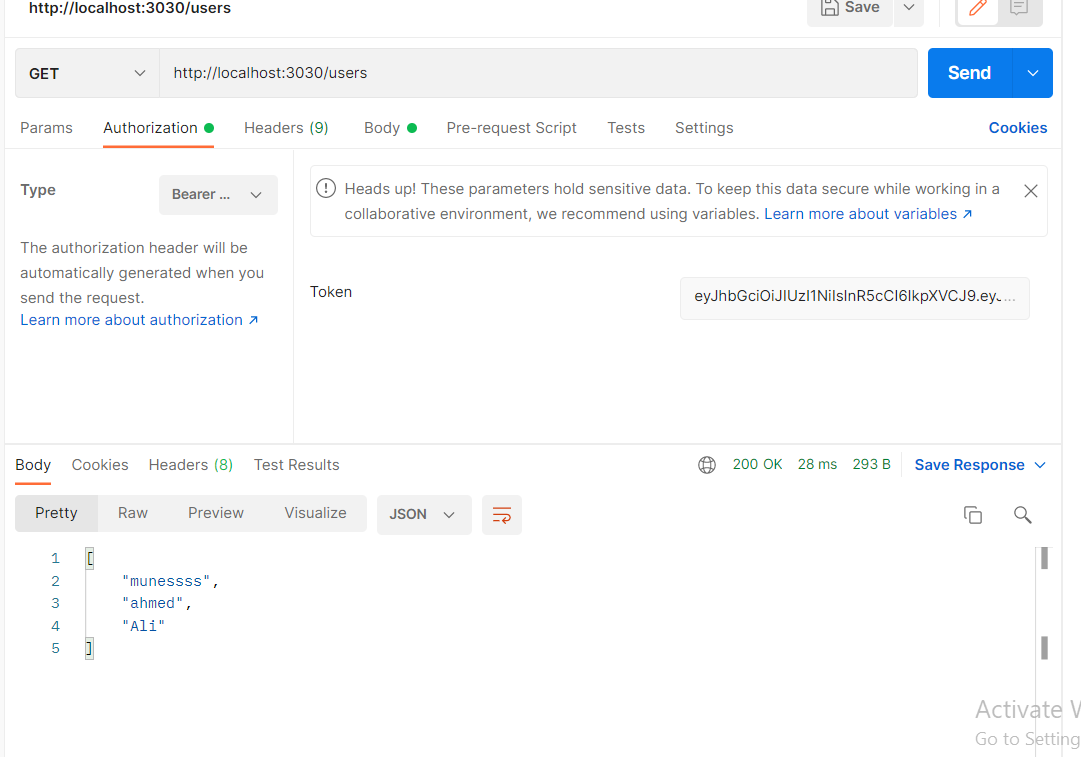 http://localhost:3030/users
Save
GET
http://localhost:3030/users
Send
Params Authorization Headers (9) Body Pre-request Script Tests Settings Cookies
Type
Bearer ...
Heads up! These parameters hold sensitive data. To keep this data secure while working in a
collaborative environment, we recommend using variables. Learn more about variables ↗
The authorization header will be
automatically generated when you
send the request.
Learn more about authorization ↗
Token
eyJhbGciOiJIUzI1NiIsInR5cCI6IkpXVCJ9.eyJ...
Body Cookies Headers (8) Test Results
200 OK 28 ms 293 B Save Response
Pretty Raw Preview Visualize JSON
1 [
2 "munessss",
3 "ahmed",
4 "Ali"
5 ]
Activate W
Go to Setting